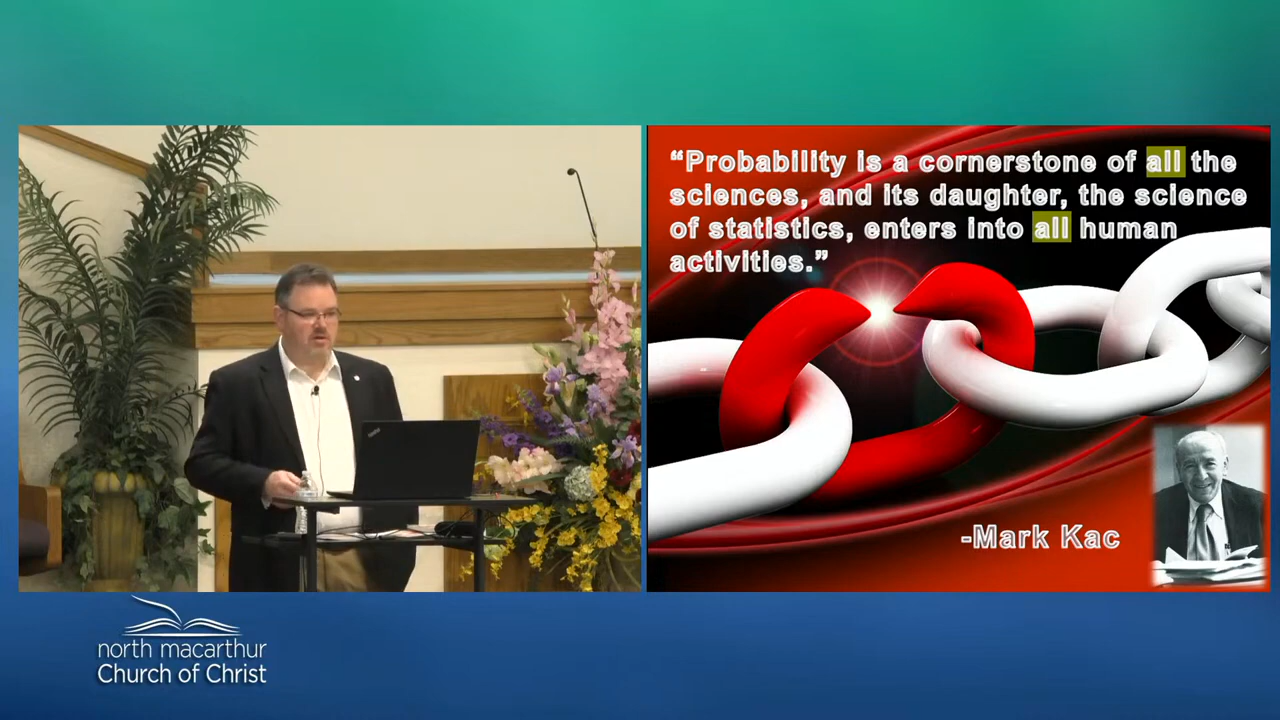 “Probability is a cornerstone of all the
sciences, and its daughter, the science
of statistics, enters into all human
activities.”
-Mark Kac
ThinkPad
north macarthur
Church of Christ